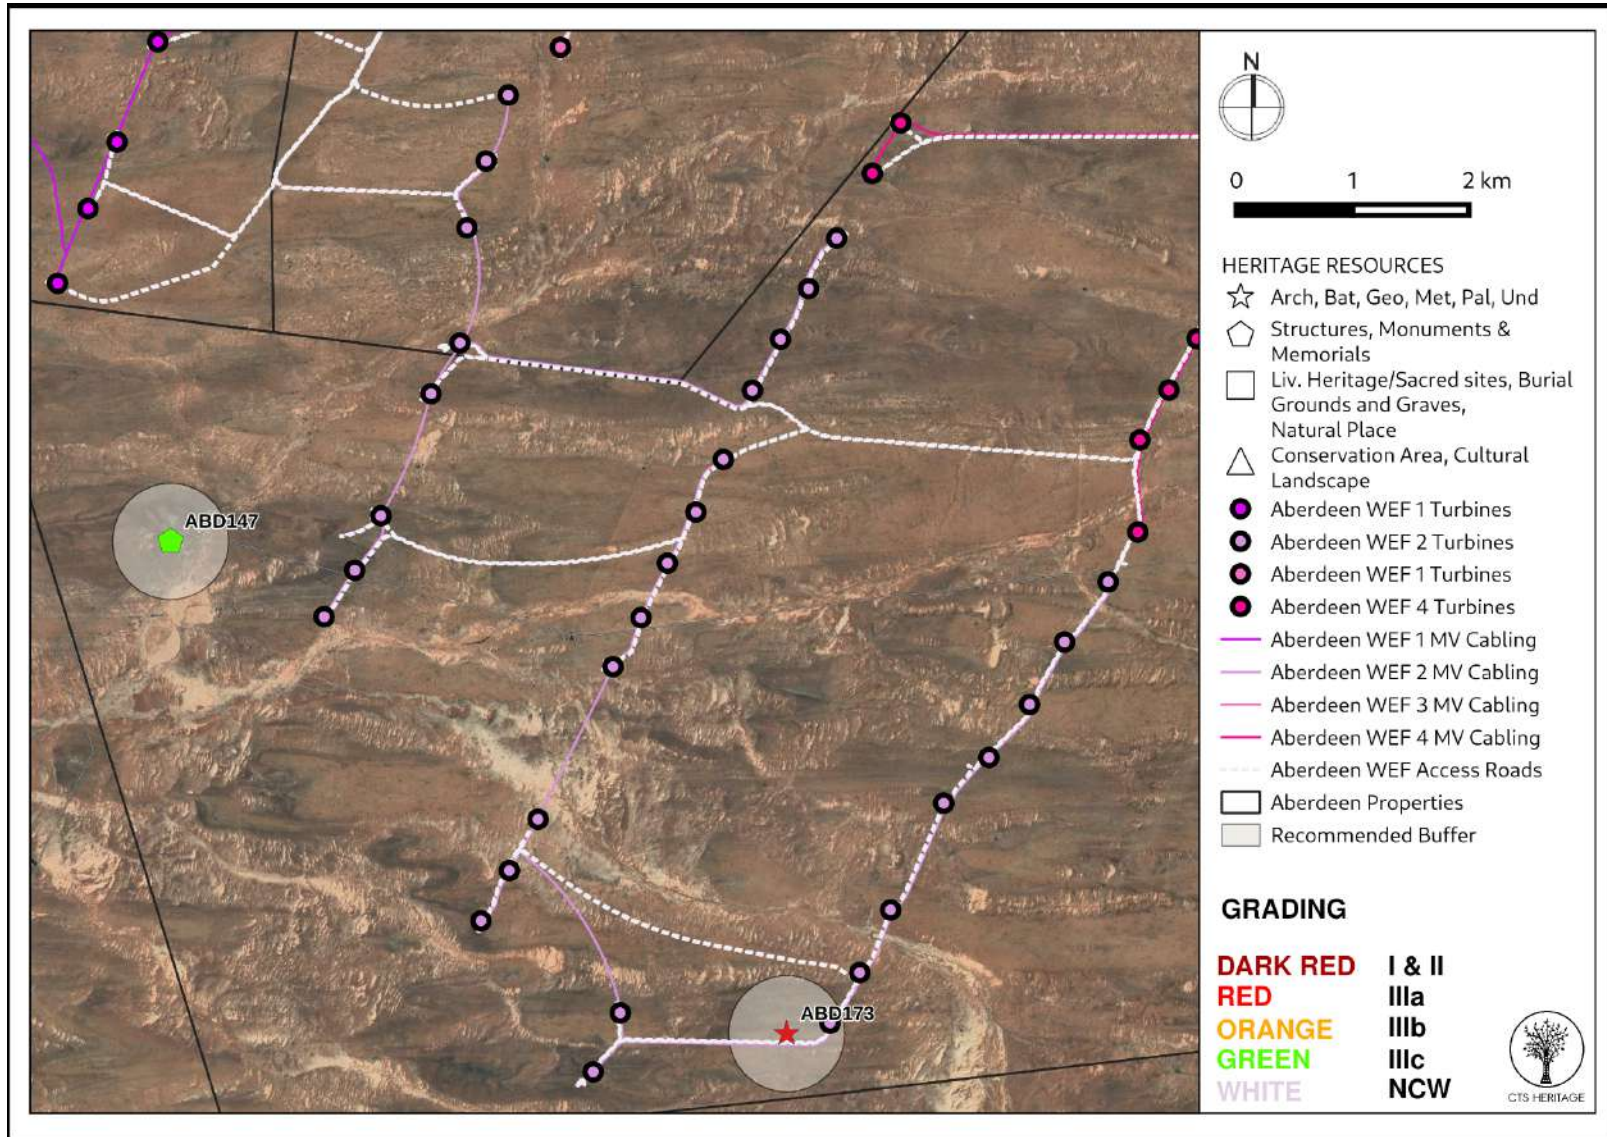 N
0 1 2 km
HERITAGE RESOURCES
Arch, Bat, Geo, Met, Pal, Und
Structures, Monuments &
Memorials
Liv. Heritage/Sacred sites, Burial
Grounds and Graves,
Natural Place
Conservation Area, Cultural
Landscape
Aberdeen WEF 1 Turbines
Aberdeen WEF 2 Turbines
Aberdeen WEF 1 Turbines
Aberdeen WEF 4 Turbines
Aberdeen WEF 1 MV Cabling
Aberdeen WEF 2 MV Cabling
Aberdeen WEF 3 MV Cabling
Aberdeen WEF 4 MV Cabling
Aberdeen WEF Access Roads
Aberdeen Properties
Recommended Buffer
GRADING
DARK RED I & II
RED IIIa
ORANGE IIIb
GREEN IIIc
WHITE NCW
CTS HERITAGE
ABD147
ABD173